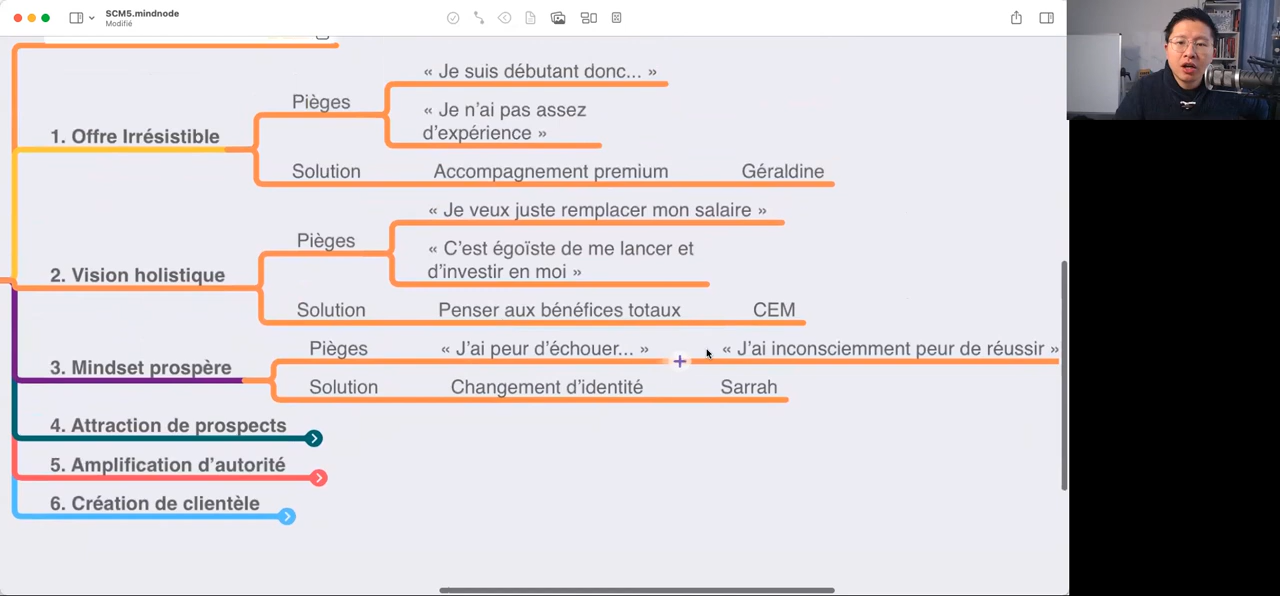 SCM5.mindnode
Modifié
« Je suis débutant donc... »
Pièges
« Je n’ai pas assez
d’expérience »
1. Offre Irrésistible
Solution Accompagnement premium Géraldine
« Je veux juste remplacer mon salaire »
Pièges
« C’est égoïste de me lancer et
d’investir en moi »
2. Vision holistique
Solution Penser aux bénéfices totaux CEM
Pièges « J’ai peur d’échouer... » « J’ai inconsciemment peur de réussir »
3. Mindset prospère
Solution Changement d’identité Sarrah
4. Attraction de prospects
5. Amplification d’autorité
6. Création de clientèle